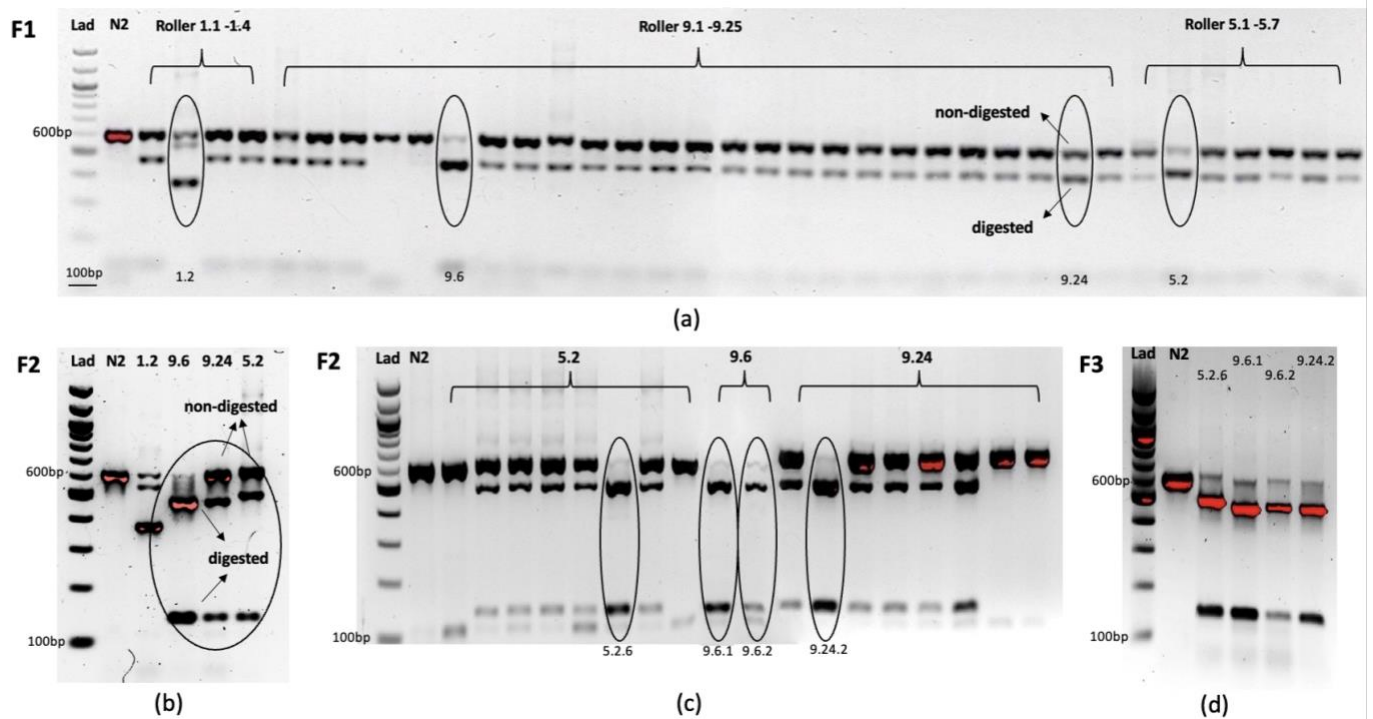 F1 Lad N2 Roller 1.1 -1.4 Roller 9.1 -9.25 Roller 5.1 -5.7
non-digested
600bp
digested
100bp 1.2 9.6 9.24 5.2
(a)
F2 Lad N2 1.2 9.6 9.24 5.2
non-digested
600bp
digested
100bp
(b)
F2 Lad N2 5.2 9.6 9.24
600bp
100bp
5.2.6 9.6.1 9.6.2 9.24.2
(c)
F3 Lad N2 5.2.6 9.6.1 9.6.2 9.24.2
600bp
100bp
(d)